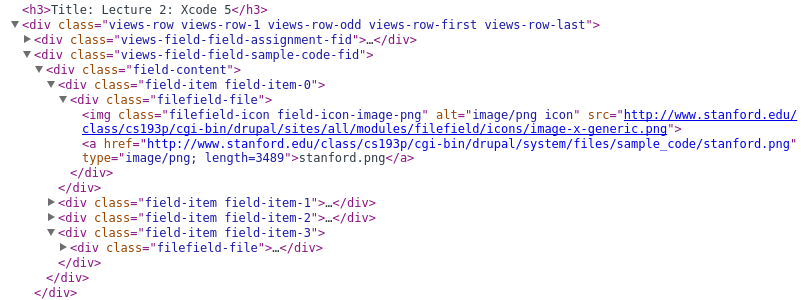 <h3>Title: Lecture 2: Xcode 5</h3>
▼<div class="views-row views-row-1 views-row-odd views-row-first views-row-last">
▶<div class="views-field-field-assignment-fid">…</div>
▼<div class="views-field-field-sample-code-fid">
▼<div class="field-content">
▼<div class="field-item field-item-0">
▼<div class="filefield-file">
<img class="filefield-icon field-icon-image-png" alt="image/png icon" src="http://www.stanford.edu/
class/cs193p/cgi-bin/drupal/sites/all/modules/filefield/icons/image-x-generic.png">
<a href="http://www.stanford.edu/class/cs193p/cgi-bin/drupal/system/files/sample_code/stanford.png"
type="image/png; length=3489">stanford.png</a>
</div>
</div>
▶<div class="field-item field-item-1">…</div>
▶<div class="field-item field-item-2">…</div>
▼<div class="field-item field-item-3">
▶<div class="filefield-file">…</div>
</div>
</div>
</div>